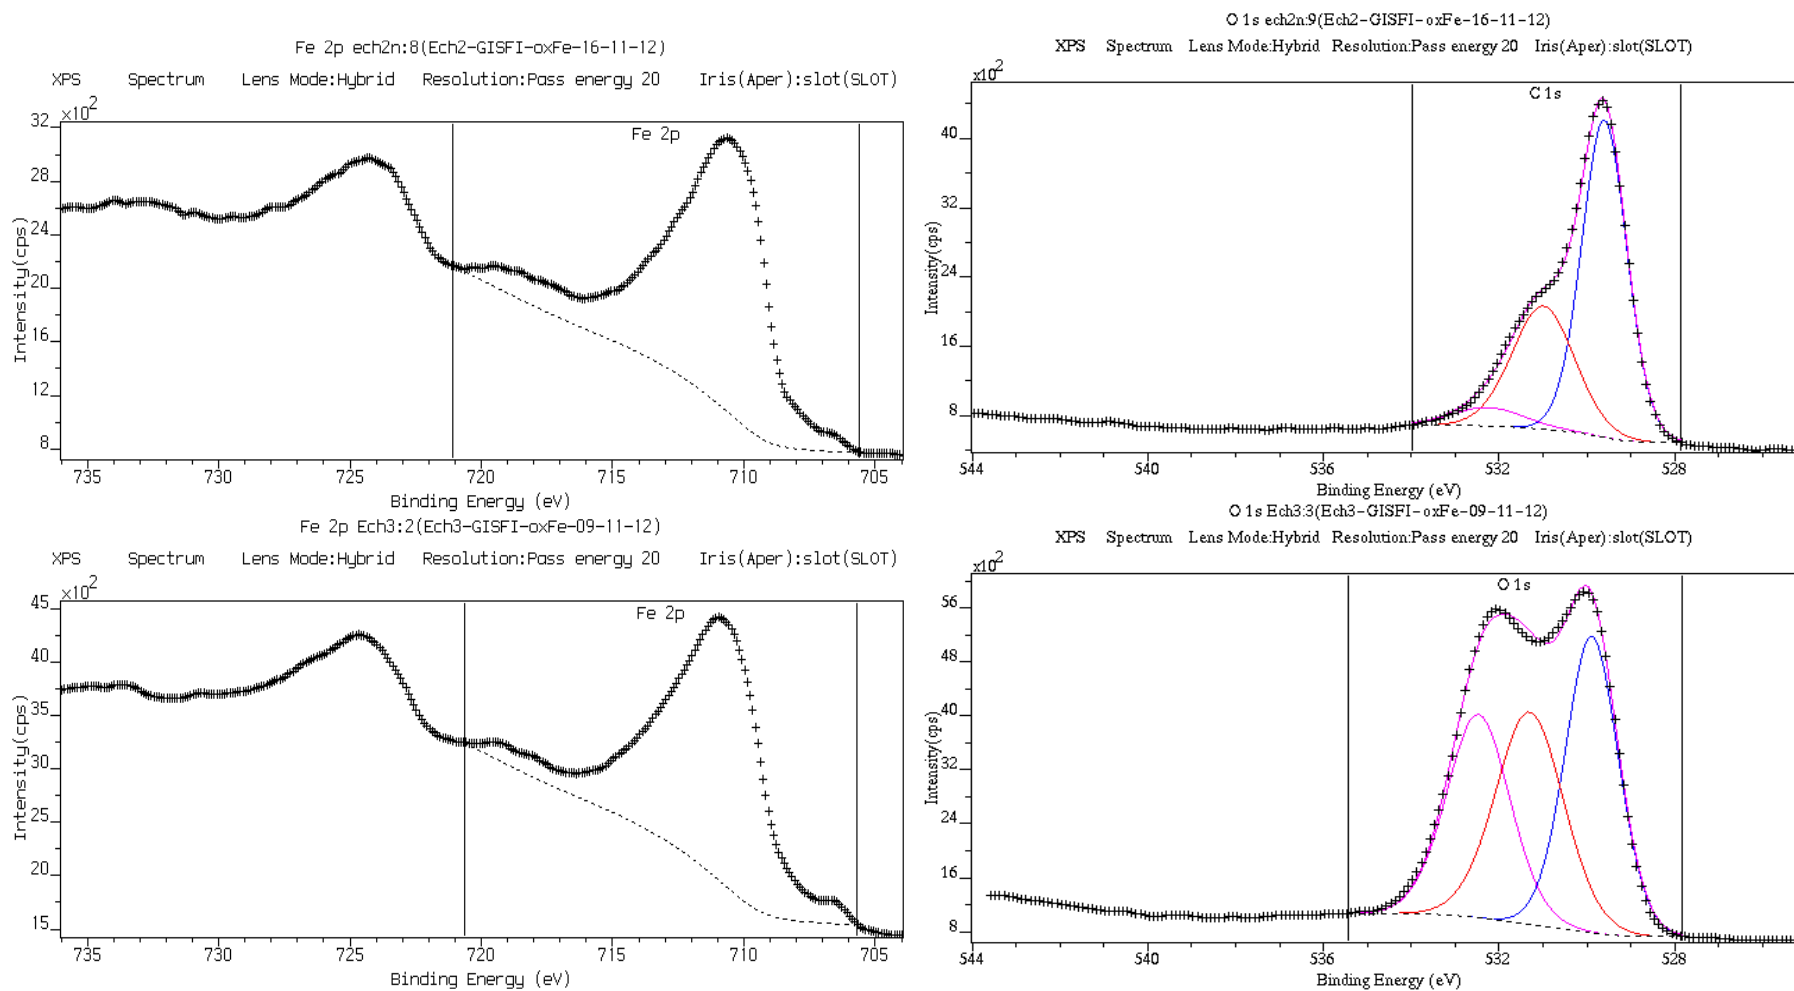 Fe 2p ech2n:8(Ech2-GISFI-oxFe-16-11-12)
XPS Spectrum Lens Mode:Hybrid Resolution:Pass energy 20 Iris(Aper):slot(SLOT)
x10^2
Fe 2p
32
28
24
20
16
12
8
Intensity(cps)
735 730 725 720 715 710 705
Binding Energy (eV)
O 1s ech2n:9(Ech2-GISFI-oxFe-16-11-12)
XPS Spectrum Lens Mode:Hybrid Resolution:Pass energy 20 Iris(Aper):slot(SLOT)
x10^2
C 1s
40
32
24
16
8
Intensity(cps)
544 540 536 532 528
Binding Energy (eV)
Fe 2p Ech3:2(Ech3-GISFI-oxFe-09-11-12)
XPS Spectrum Lens Mode:Hybrid Resolution:Pass energy 20 Iris(Aper):slot(SLOT)
x10^2
Fe 2p
45
40
35
30
25
20
15
Intensity(cps)
735 730 725 720 715 710 705
Binding Energy (eV)
O 1s Ech3:3(Ech3-GISFI-oxFe-09-11-12)
XPS Spectrum Lens Mode:Hybrid Resolution:Pass energy 20 Iris(Aper):slot(SLOT)
x10^2
O 1s
56
48
40
32
24
16
8
Intensity(cps)
544 540 536 532 528
Binding Energy (eV)